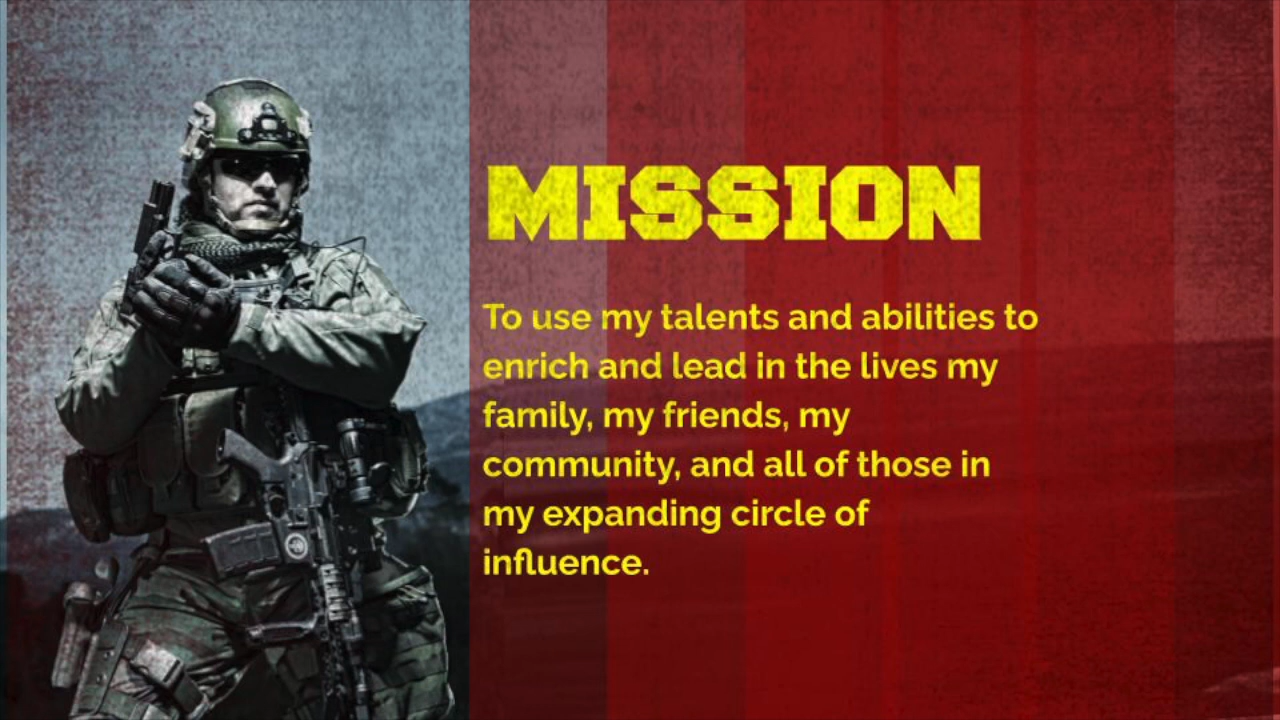 MISSION
To use my talents and abilities to
enrich and lead in the lives my
family, my friends, my
community, and all of those in
my expanding circle of
influence.